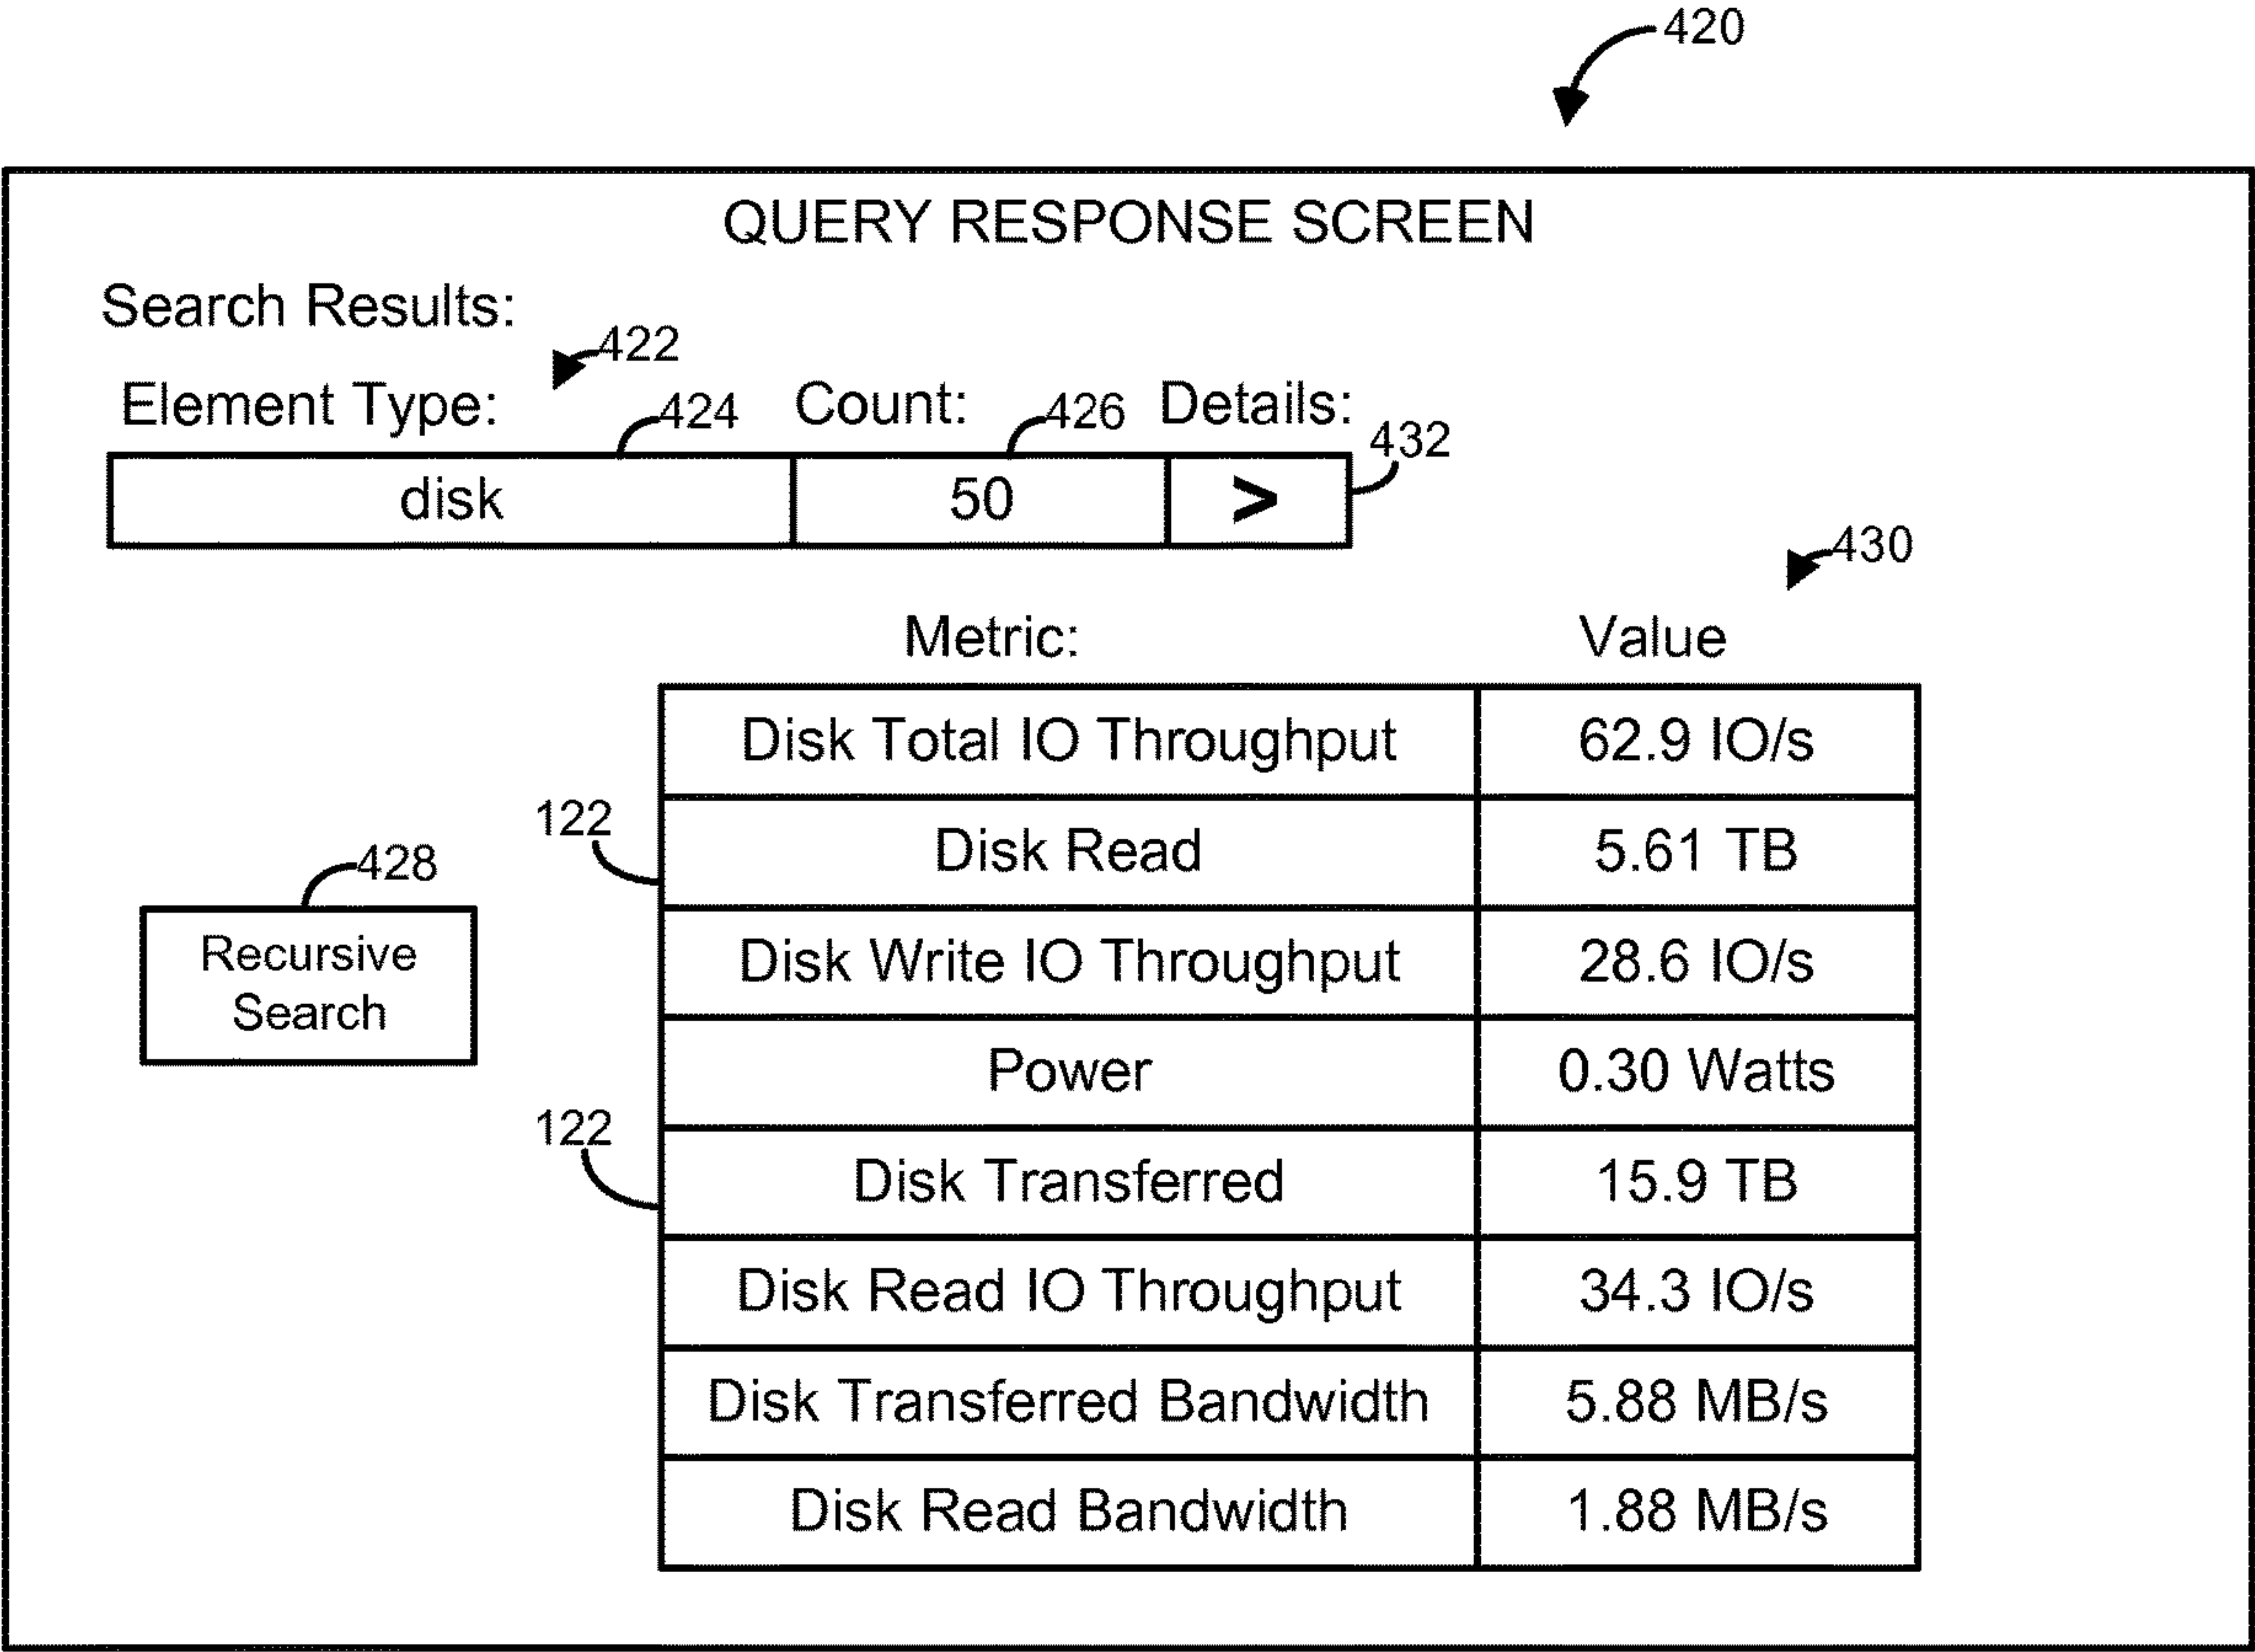 420
QUERY RESPONSE SCREEN
Search Results:
422
Element Type: 424 Count: 426 Details:
432
disk 50 >
430
Metric: Value
Disk Total IO Throughput 62.9 IO/s
122
Disk Read 5.61 TB
428
Recursive
Search
Disk Write IO Throughput 28.6 IO/s
Power 0.30 Watts
122
Disk Transferred 15.9 TB
Disk Read IO Throughput 34.3 IO/s
Disk Transferred Bandwidth 5.88 MB/s
Disk Read Bandwidth 1.88 MB/s